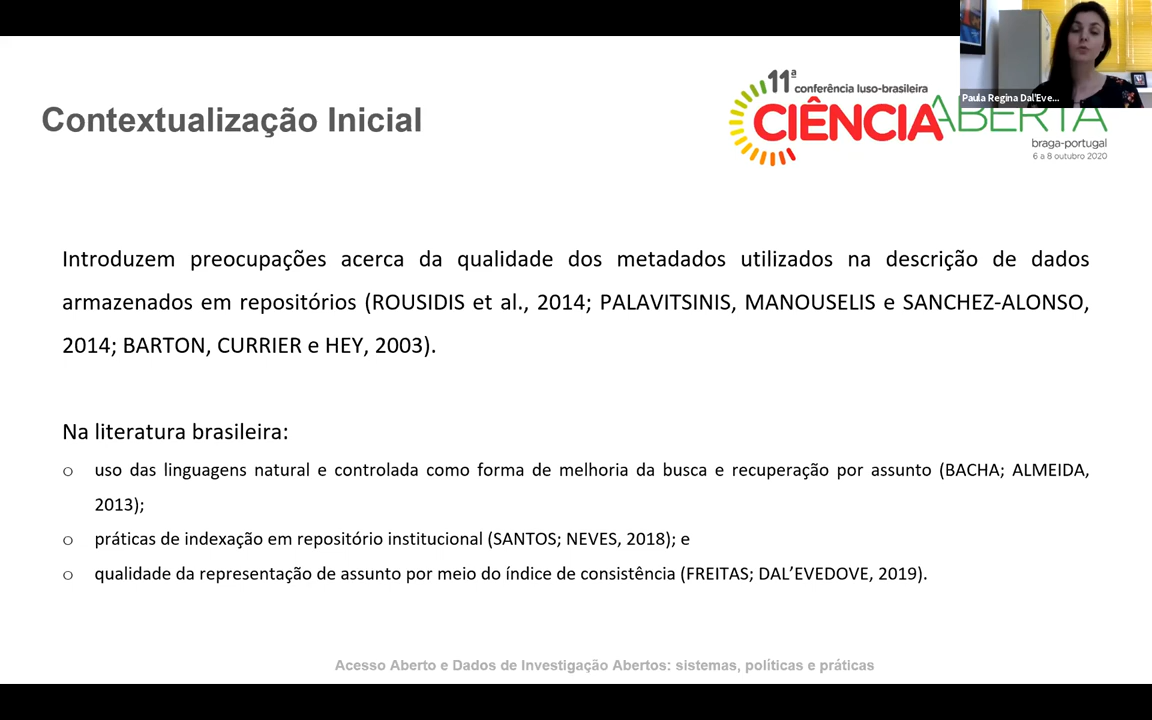 Paula Regina Dal'Eve...
Contextualização Inicial
11ª
conferência luso-brasileira
CIÊNCIA ABERTA
braga-portugal
6 a 8 outubro 2020
Introduzem preocupações acerca da qualidade dos metadados utilizados na descrição de dados
armazenados em repositórios (ROUSIDIS et al., 2014; PALAVITSINIS, MANOUSELIS e SANCHEZ-ALONSO,
2014; BARTON, CURRIER e HEY, 2003).
Na literatura brasileira:
o uso das linguagens natural e controlada como forma de melhoria da busca e recuperação por assunto (BACHA; ALMEIDA,
2013);
o práticas de indexação em repositório institucional (SANTOS; NEVES, 2018); e
o qualidade da representação de assunto por meio do índice de consistência (FREITAS; DAL’EVEDOVE, 2019).
Acesso Aberto e Dados de Investigação Abertos: sistemas, políticas e práticas